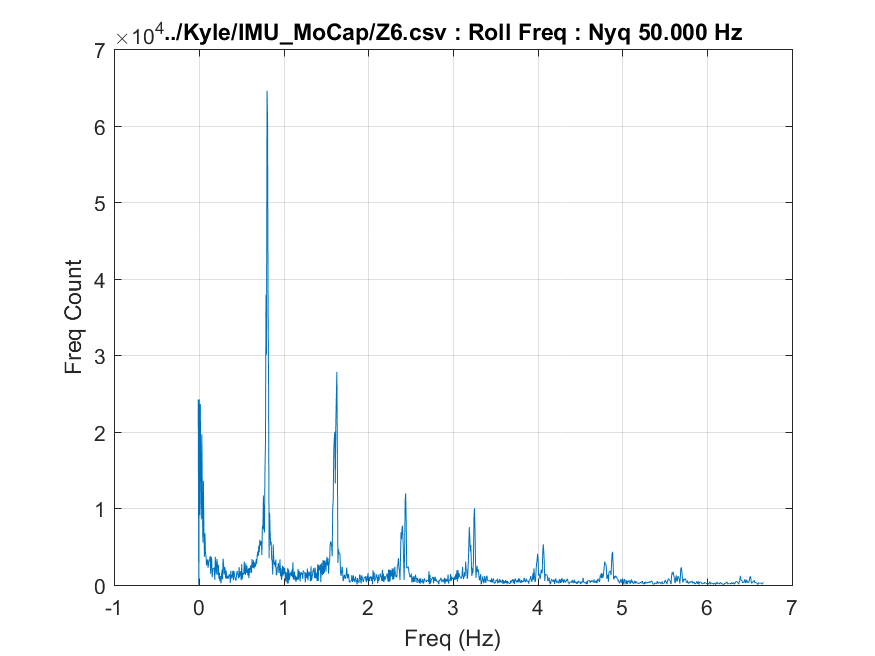 ×10⁴../Kyle/IMU_MoCap/Z6.csv : Roll Freq : Nyq 50.000 Hz
7
6
5
4
3
2
1
0
Freq Count
-1 0 1 2 3 4 5 6 7
Freq (Hz)